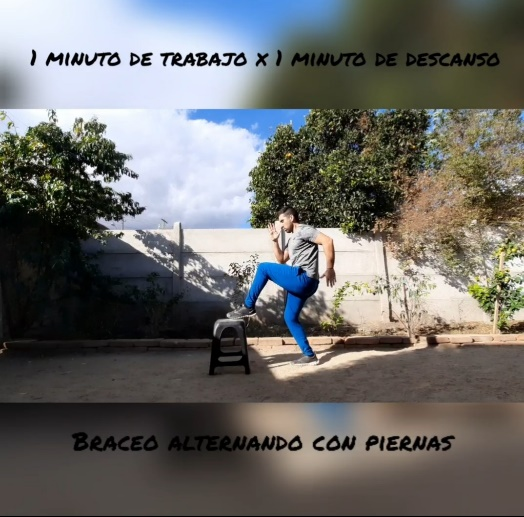 1 minuto de trabajo x 1 minuto de descanso
Braceo alternando con piernas